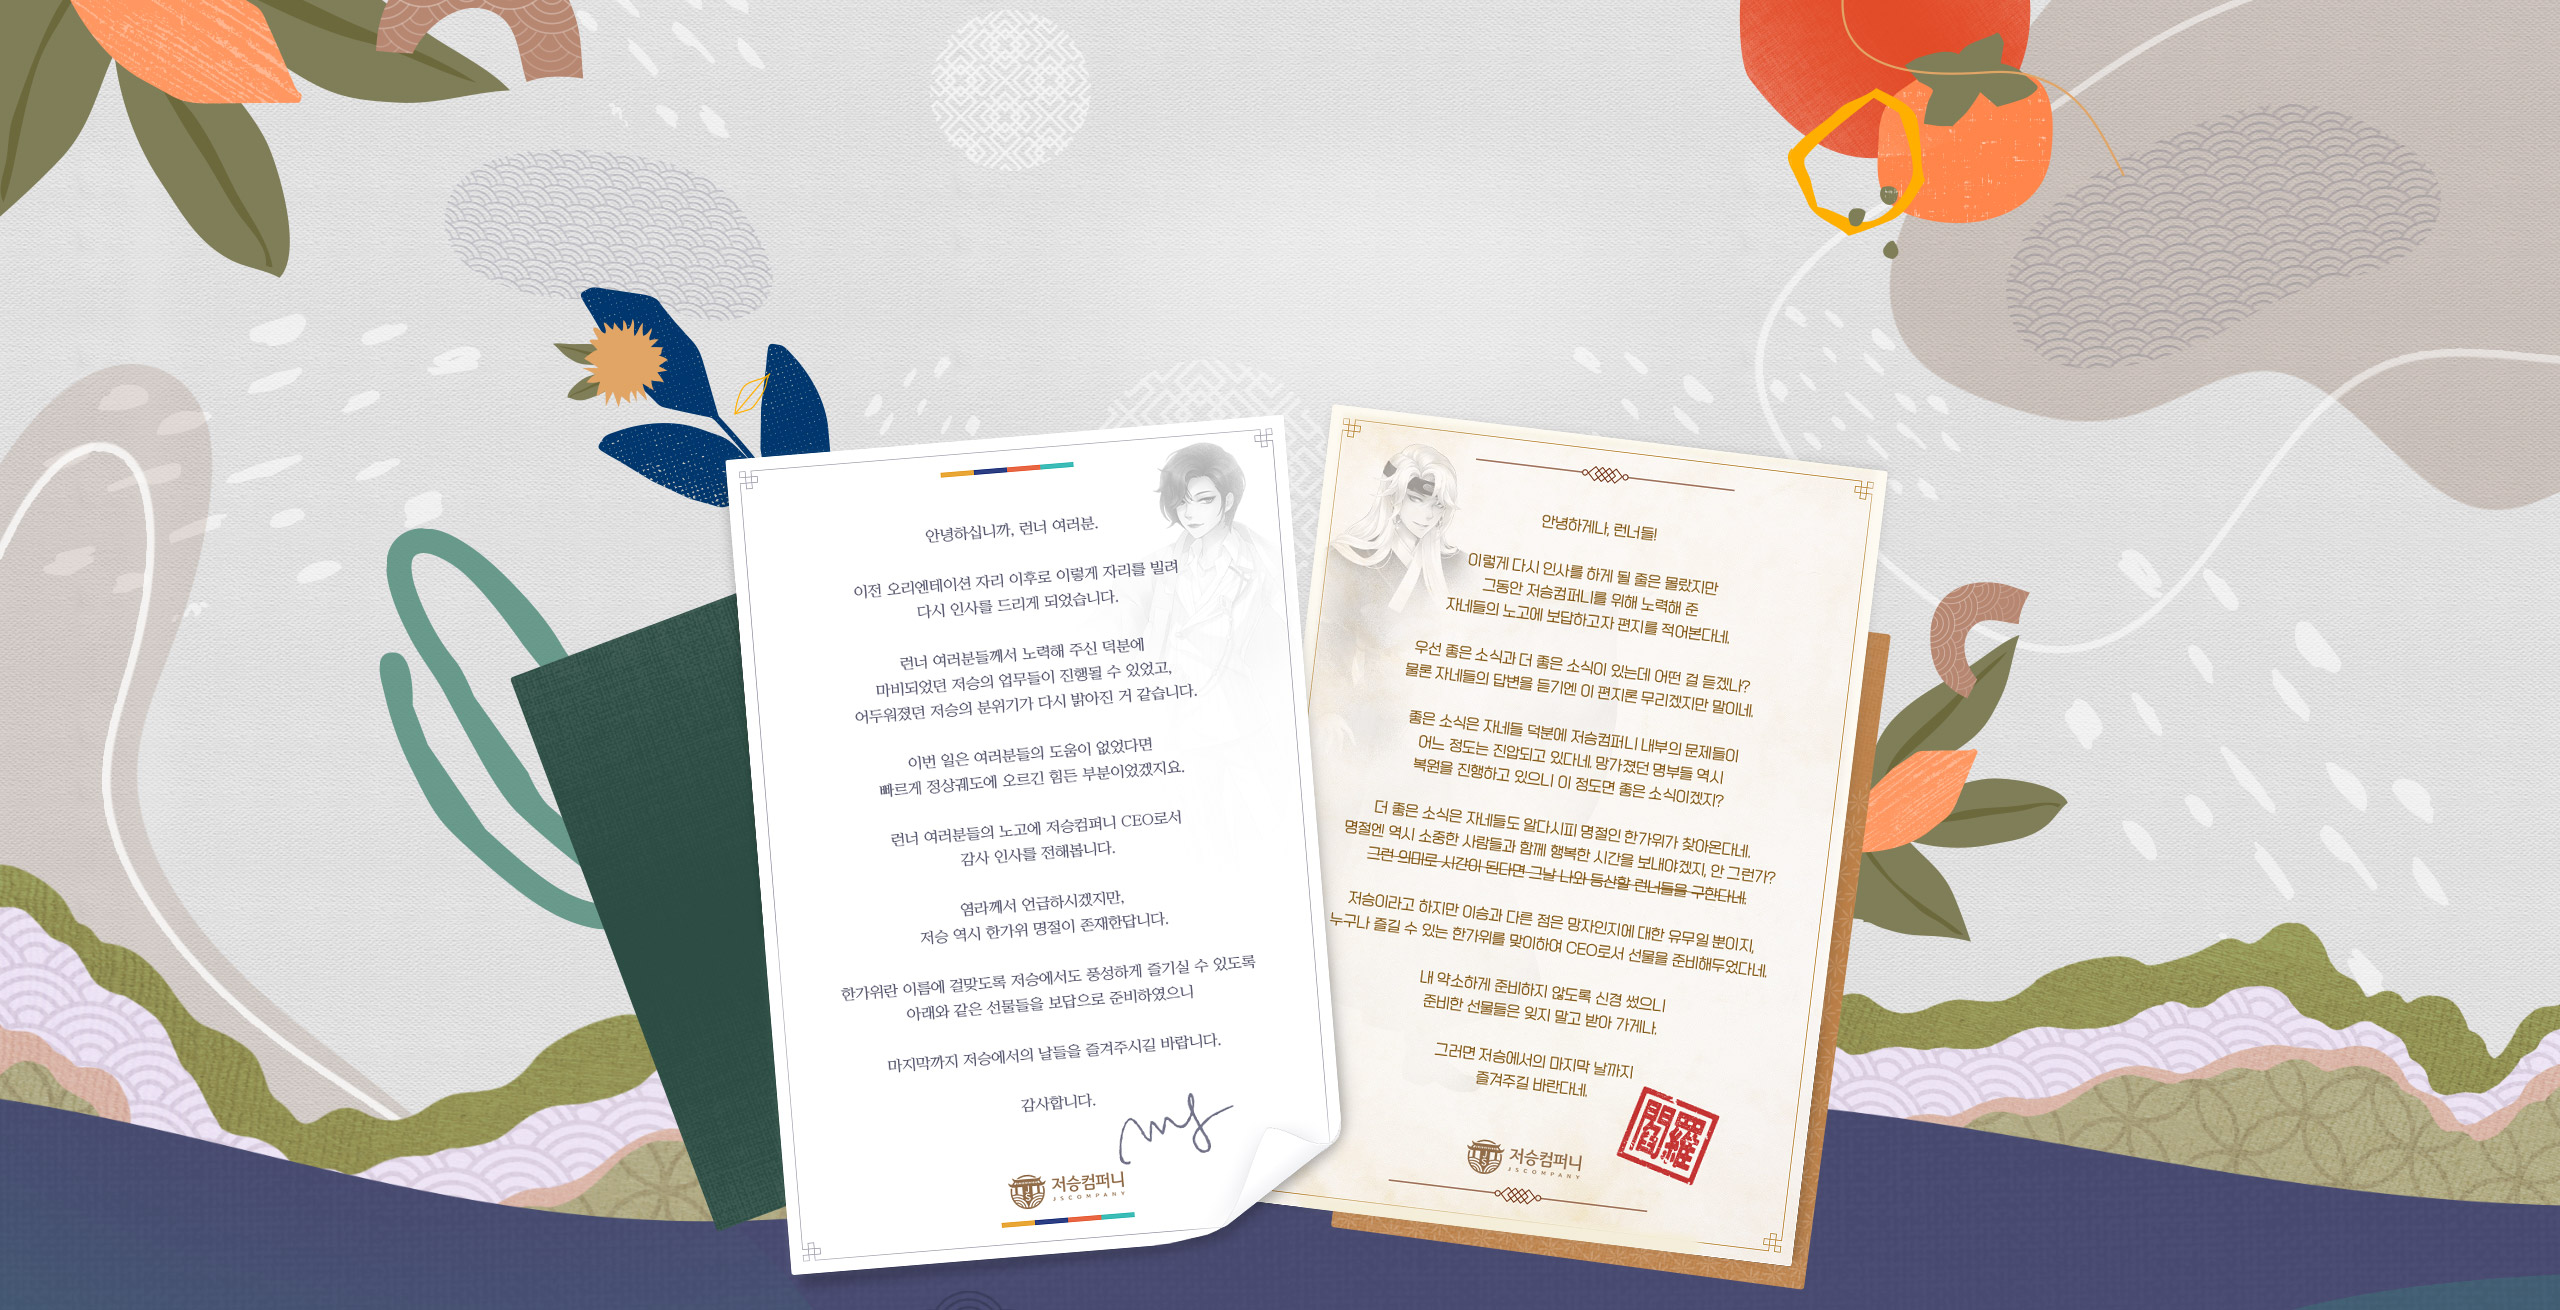 안녕하십니까, 런너 여러분.
이전 오리엔테이션 자리 이후로 이렇게 자리를 빌려
다시 인사를 드리게 되었습니다.
런너 여러분들께서 노력해 주신 덕분에
마비되었던 저승의 업무들이 진행될 수 있었고,
어두워졌던 저승의 분위기가 다시 밝아진 거 같습니다.
이번 일은 여러분들의 도움이 없었다면
빠르게 정상궤도에 오르긴 힘든 부분이었겠지요.
런너 여러분들의 노고에 저승컴퍼니 CEO로서
감사 인사를 전해봅니다.
염라께서 언급하시겠지만,
저승 역시 한가위 명절이 존재한답니다.
한가위란 이름에 걸맞도록 저승에서도 풍성하게 즐기실 수 있도록
아래와 같은 선물들을 보답으로 준비하였으니
마지막까지 저승에서의 날들을 즐겨주시길 바랍니다.
감사합니다.
저승컴퍼니
JSCOMPANY
안녕하게나, 런너들!
이렇게 다시 인사를 하게 될 줄은 몰랐지만
그동안 저승컴퍼니를 위해 노력해 준
자네들의 노고에 보답하고자 편지를 적어본다네.
우선 좋은 소식과 더 좋은 소식이 있는데 어떤 걸 듣겠나?
물론 자네들의 답변을 듣기엔 이 편지론 무리겠지만 말이네.
좋은 소식은 자네들 덕분에 저승컴퍼니 내부의 문제들이
어느 정도는 진압되고 있다네. 망가졌던 명부들 역시
복원을 진행하고 있으니 이 정도면 좋은 소식이겠지?
더 좋은 소식은 자네들도 알다시피 명절인 한가위가 찾아온다네.
명절엔 역시 소중한 사람들과 함께 행복한 시간을 보내야겠지, 안 그런가?
그런 의미로 시간이 된다면 그날 나와 등산할 런너들을 구한다네.
저승이라고 하지만 이승과 다른 점은 망자인지에 대한 유무일 뿐이지,
누구나 즐길 수 있는 한가위를 맞이하여 CEO로서 선물을 준비해두었다네.
내 약소하게 준비하지 않도록 신경 썼으니
준비한 선물들은 잊지 말고 받아 가게나.
그러면 저승에서의 마지막 날까지
즐겨주길 바란다네.
閻羅
저승컴퍼니
JSCOMPANY